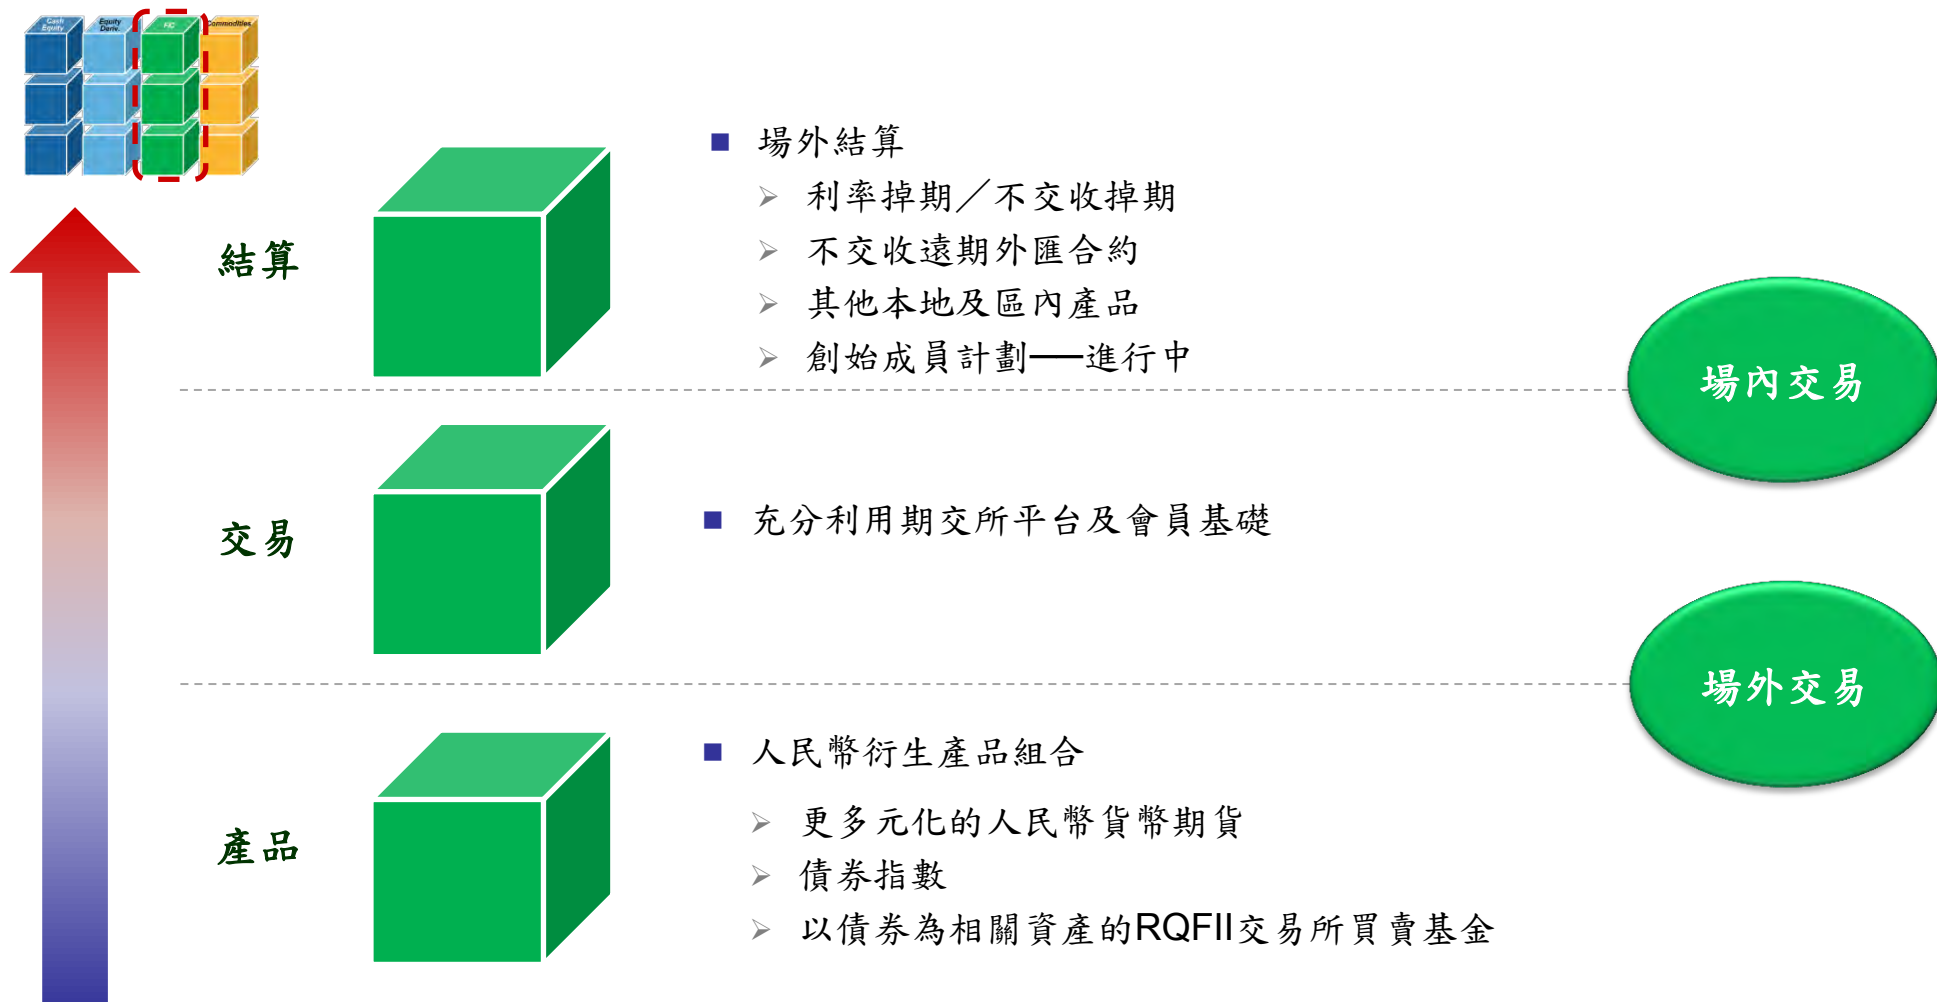 Cash
Equity
Equity
Deriv.
FIC
Commodities
結算
場外結算
利率掉期／不交收掉期
不交收遠期外匯合約
其他本地及區內產品
創始成員計劃──進行中
場內交易
交易
充分利用期交所平台及會員基礎
場外交易
產品
人民幣衍生產品組合
更多元化的人民幣貨幣期貨
債券指數
以債券為相關資產的RQFII交易所買賣基金